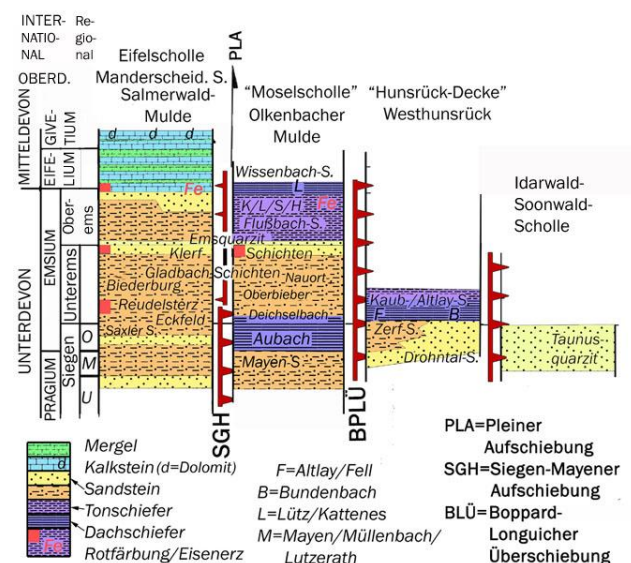 INTER-
NATIO-
NAL
Re-
gio-
nal
OBERD.
Eifelscholle
Manderscheid. S.
Salmerwald-
Mulde
PLA
"Moselscholle"
Olkenbacher
Mulde
"Hunsrück-Decke"
Westhunsrück
Idarwald-
Soonwald-
Scholle
MITTELDEVON
GIVE-
TIUM
EIFE-
LIUM
UNTERDEVON
EMSIUM
PRAGIUM
Ober-
ems
Unterems
Siegen
O
M
U
d d d
Fe
Klerf
Gladbach-Schichten
Biederburg
Reudelsterz
Eckfeld
Saxler S.
Wissenbach-S.
L
K/L/S/H
Fe
Flußbach-S.
Emsquarzit
Schichten
Nauort
Oberbieber
Deichselbach
Aubach
Mayen-S.
Kaub-/Altlay-S.
F B
Zerf-S.
Drohntal-S.
Taunus-
quarzit
SGH
BPLÜ
Mergel
d
Kalkstein (d=Dolomit)
Sandstein
Tonschiefer
Dachschiefer
Fe
Rotfärbung/Eisenerz
F=Altlay/Fell
B=Bundenbach
L=Lütz/Kattenes
M=Mayen/Müllenbach/
Lutzerath
PLA=Pleiner
Aufschiebung
SGH=Siegen-Mayener
Aufschiebung
BLÜ=Boppard-
Longuicher
Überschiebung